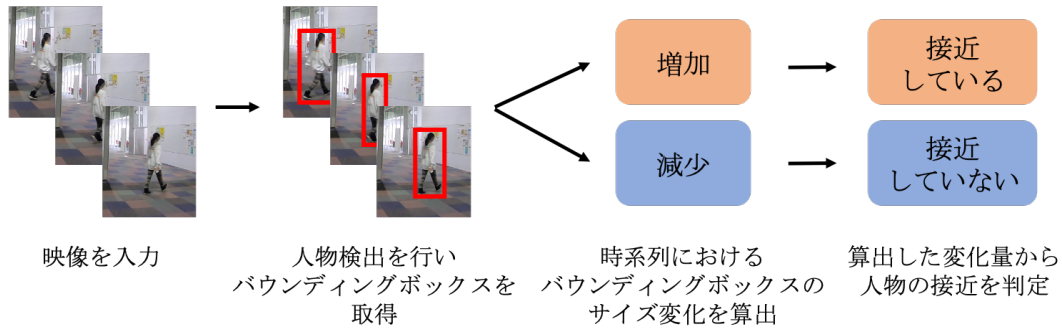 増加
接近
している
減少
接近
していない
映像を入力
人物検出を行い
バウンディングボックスを
取得
時系列における
バウンディングボックスの
サイズ変化を算出
算出した変化量から
人物の接近を判定